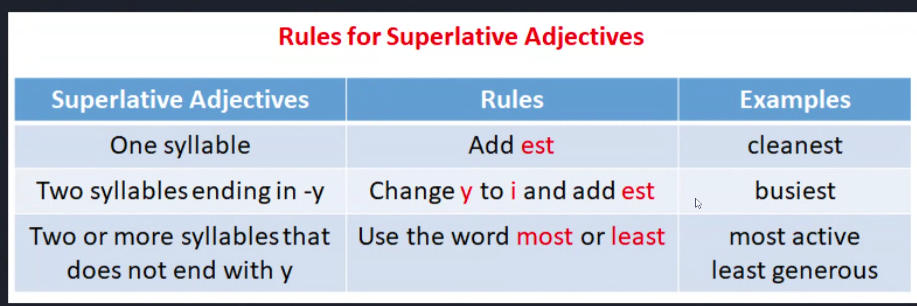 Rules for Superlative Adjectives
Superlative Adjectives Rules Examples
One syllable Add est cleanest
Two syllables ending in -y Change y to i and add est busiest
Two or more syllables that Use the word most or least most active
does not end with y least generous